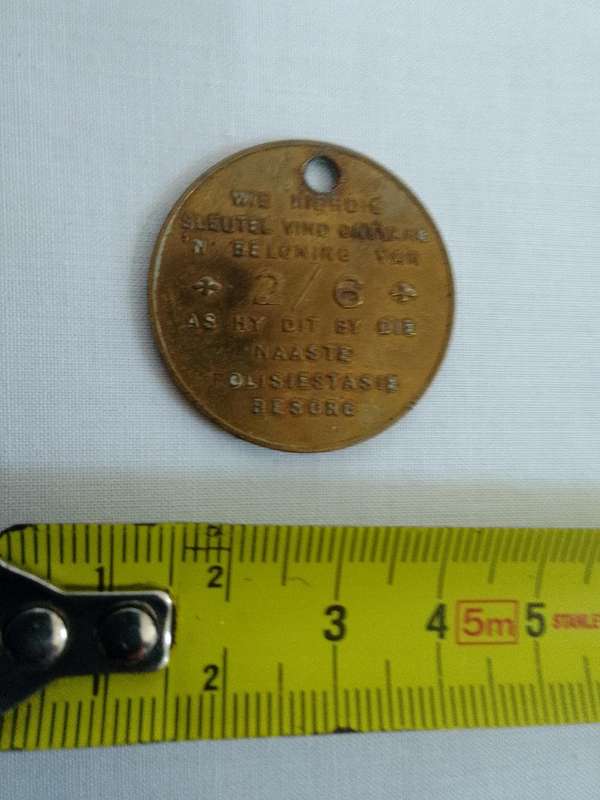 WIE HIERDIE
SLEUTEL VIND ONTVANG
'N' BELONING VAN
2/6
AS HY DIT BY DIE
NAASTE
POLISIESTASIE
BESORG
1 2
2 3 4 5m 5 STANLEY